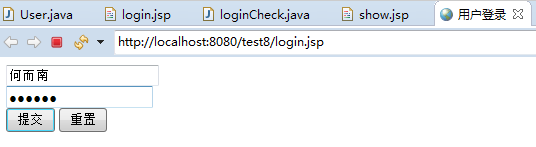 User.java login.jsp loginCheck.java show.jsp 用户登录
http://localhost:8080/test8/login.jsp
何而南
●●●●●●
提交 重置